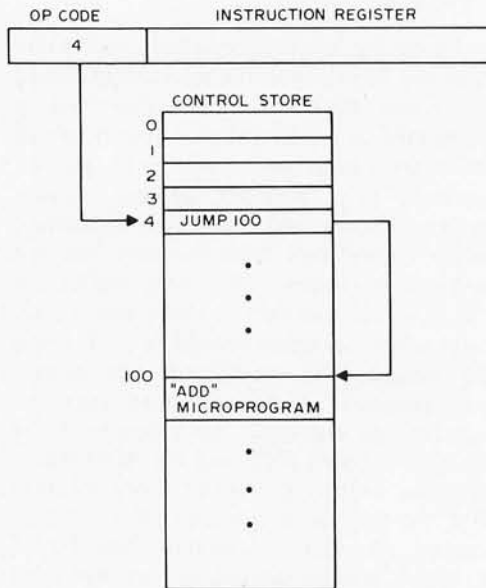 OP CODE INSTRUCTION REGISTER
4
CONTROL STORE
0
1
2
3
4 JUMP 100
100
"ADD"
MICROPROGRAM